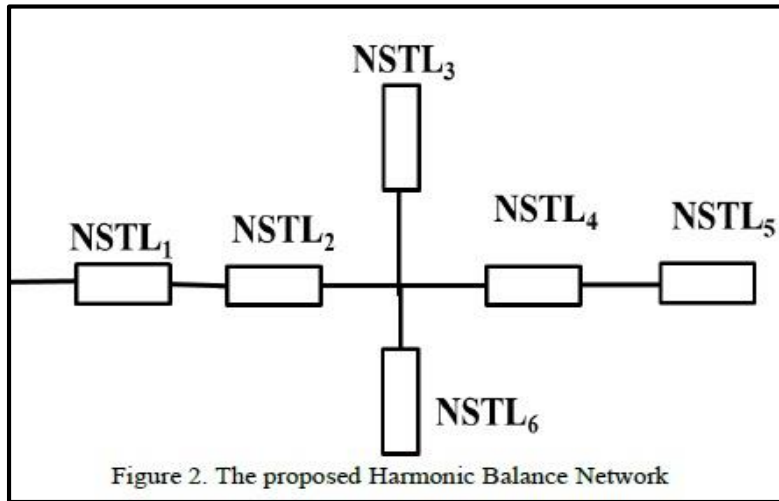 NSTL₃
NSTL₁
NSTL₂
NSTL₄
NSTL₅
NSTL₆
Figure 2. The proposed Harmonic Balance Network